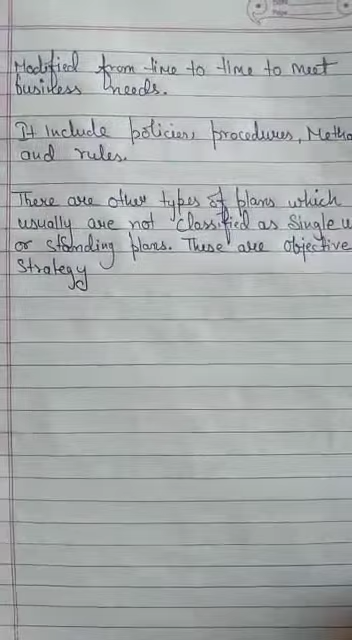 Modified from time to time to meet
business needs.
It Include policies, procedures, Metho
and rules.
There are other types of plans which
usually are not classified as Single u
or standing plans. These are objective
Strategy